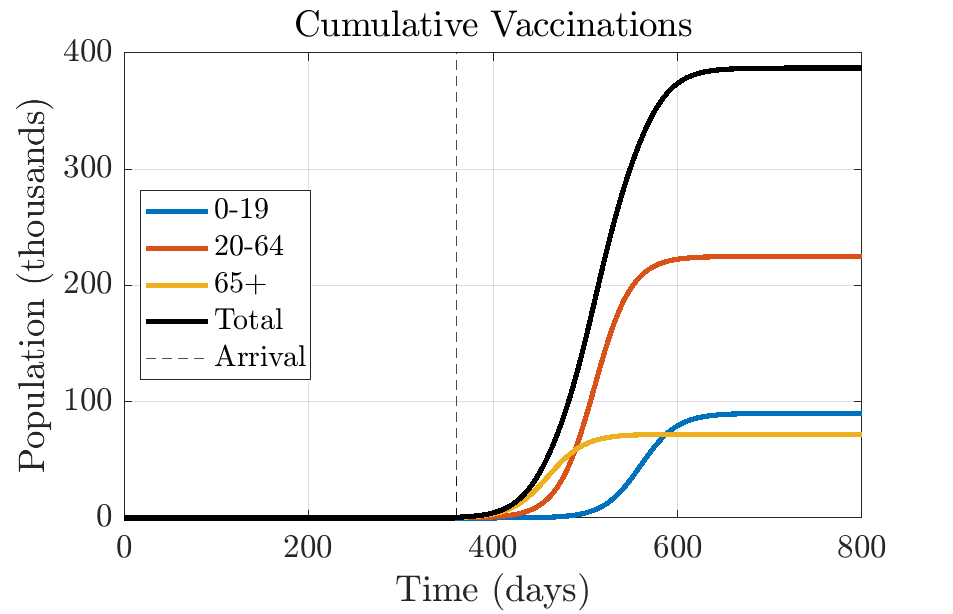 Cumulative Vaccinations
400
300
200
100
0
Population (thousands)
0-19
20-64
65+
Total
Arrival
0
200
400
600
800
Time (days)